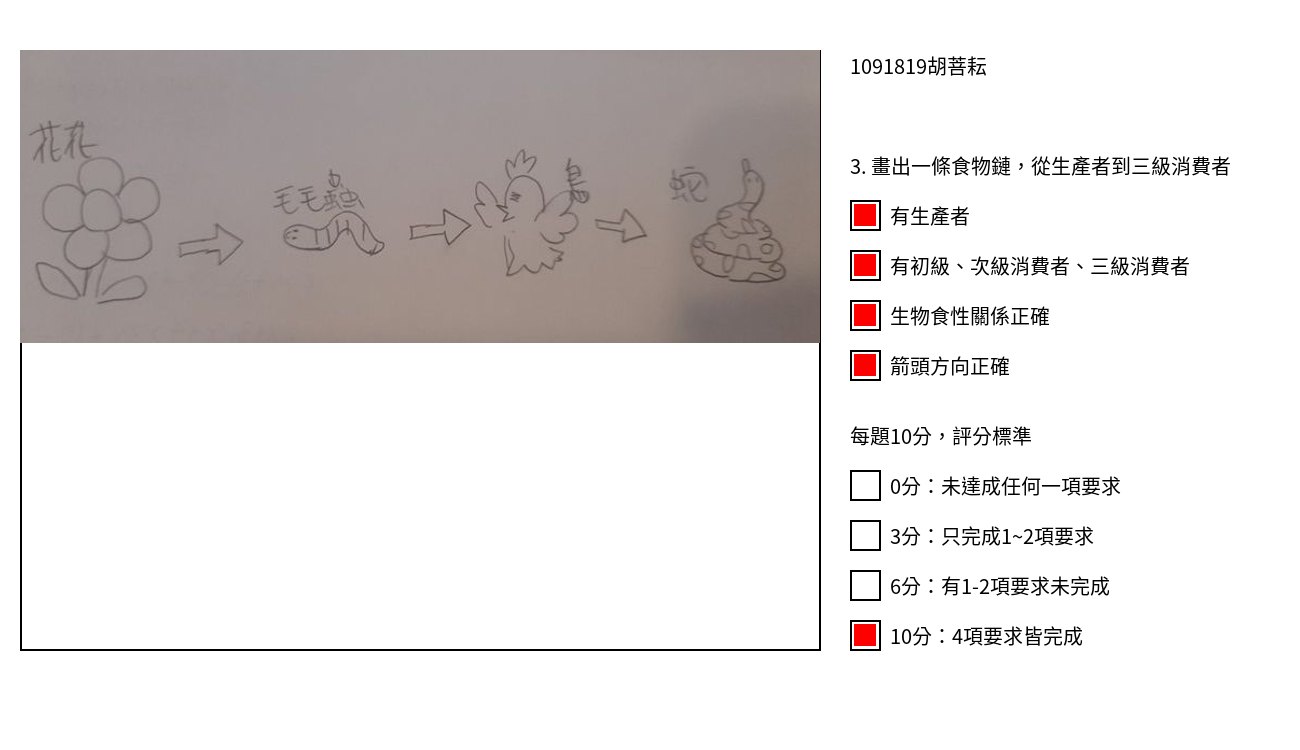 花花
毛毛蟲
鳥
蛇
1091819胡菩耘
3. 畫出一條食物鏈，從生產者到三級消費者
有生產者
有初級、次級消費者、三級消費者
生物食性關係正確
箭頭方向正確
每題10分，評分標準
0分：未達成任何一項要求
3分：只完成1~2項要求
6分：有1-2項要求未完成
10分：4項要求皆完成